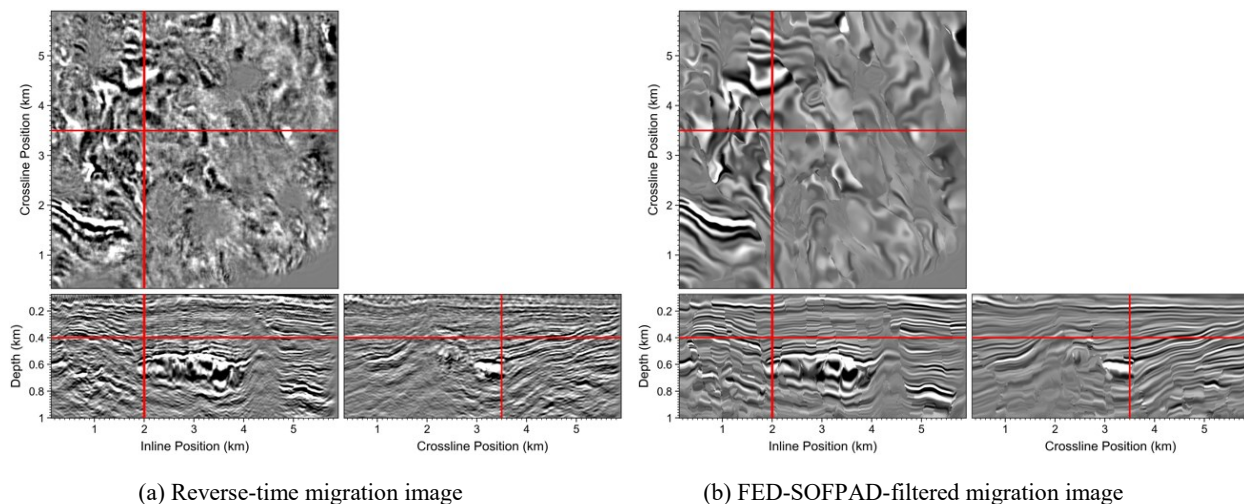 Crossline Position (km)
5
4
3
2
1
Depth (km)
0.2
0.4
0.6
0.8
1
1 2 3 4 5
Inline Position (km)
1 2 3 4 5
Crossline Position (km)
(a) Reverse-time migration image
Crossline Position (km)
5
4
3
2
1
Depth (km)
0.2
0.4
0.6
0.8
1
1 2 3 4 5
Inline Position (km)
1 2 3 4 5
Crossline Position (km)
(b) FED-SOFPAD-filtered migration image